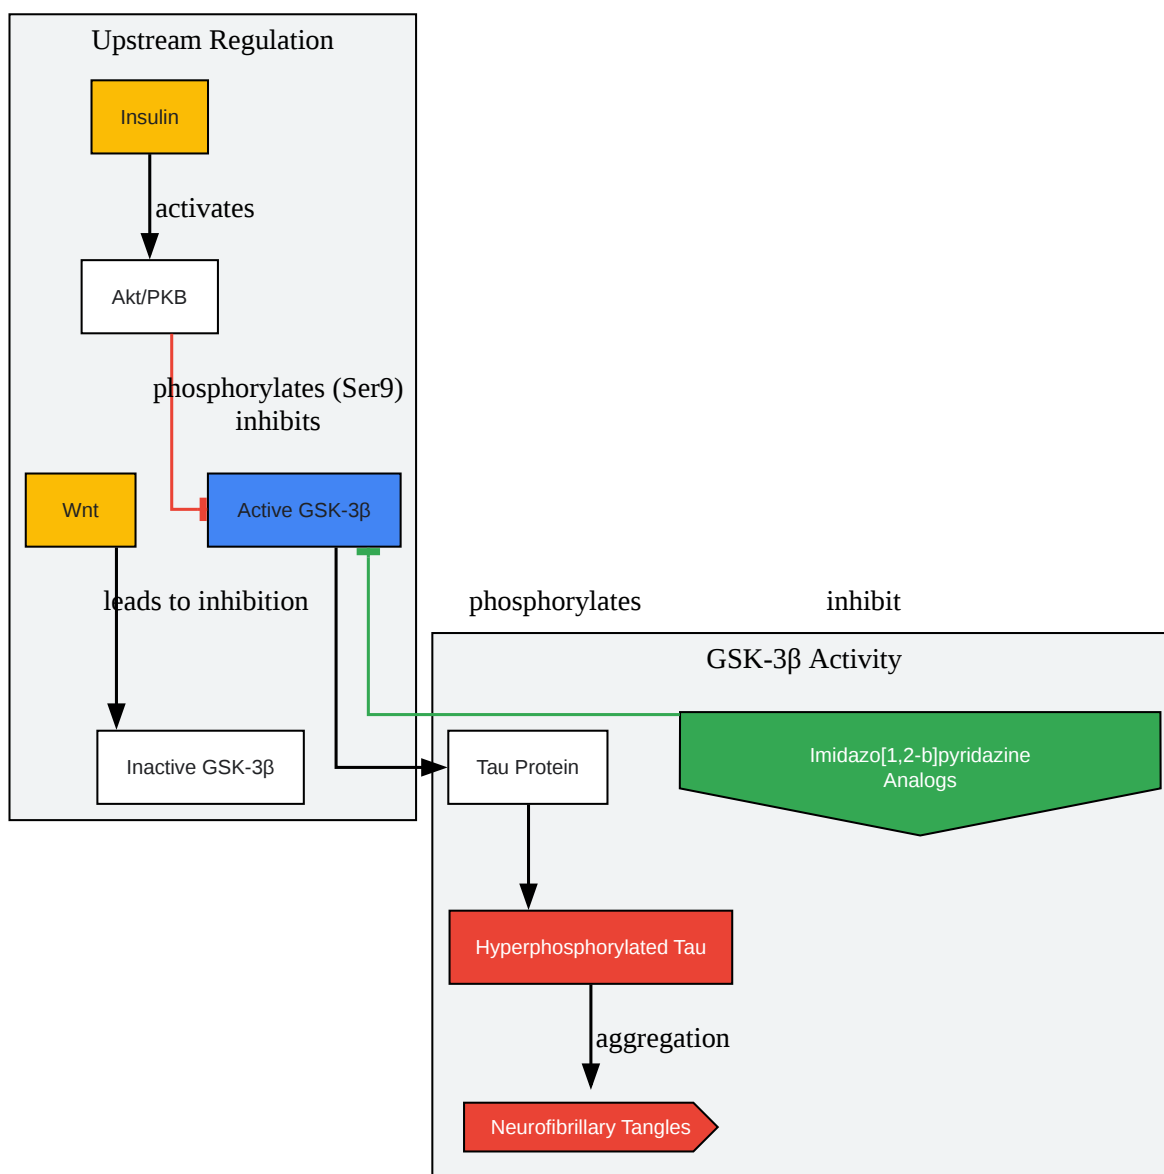 Upstream Regulation
Insulin
activates
Akt/PKB
phosphorylates (Ser9)
inhibits
Wnt
Active GSK-3β
leads to inhibition
phosphorylates
inhibit
GSK-3β Activity
Inactive GSK-3β
Tau Protein
Imidazo[1,2-b]pyridazine
Analogs
Hyperphosphorylated Tau
aggregation
Neurofibrillary Tangles